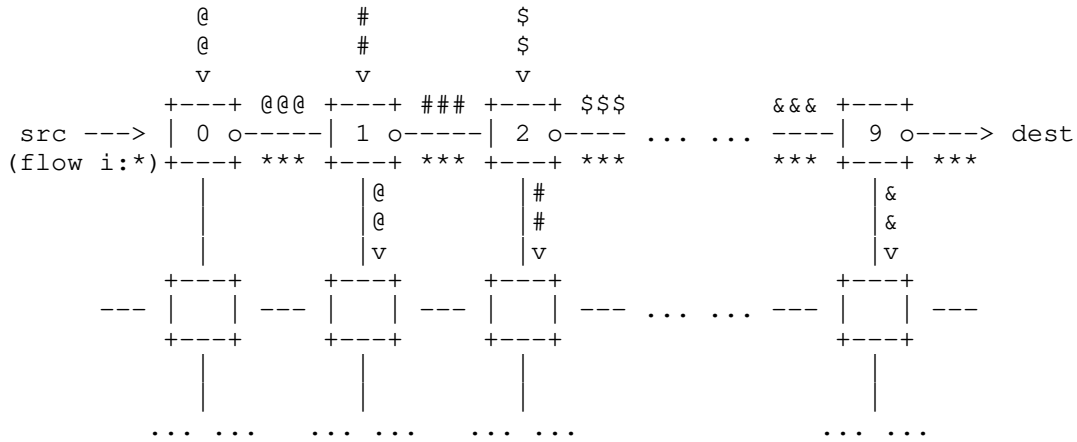 @         #         $
            @         #         $
            v         v         v
          +---+ @@@ +---+ ### +---+ $$$         &&& +---+
 src ---> | 0 o-----| 1 o-----| 2 o---- ... ... ----| 9 o----> dest
(flow i:*)+---+ *** +---+ *** +---+ ***         *** +---+ ***
            |         |@        |#                    |&
            |         |@        |#                    |&
            |         |v        |v                    |v
          +---+     +---+     +---+                 +---+
      --- |   | --- |   | --- |   | --- ... ... --- |   | ---
          +---+     +---+     +---+                 +---+
            |         |         |                     |
            |         |         |                     |
            |         |         |                     |
         ... ...   ... ...   ... ...               ... ...